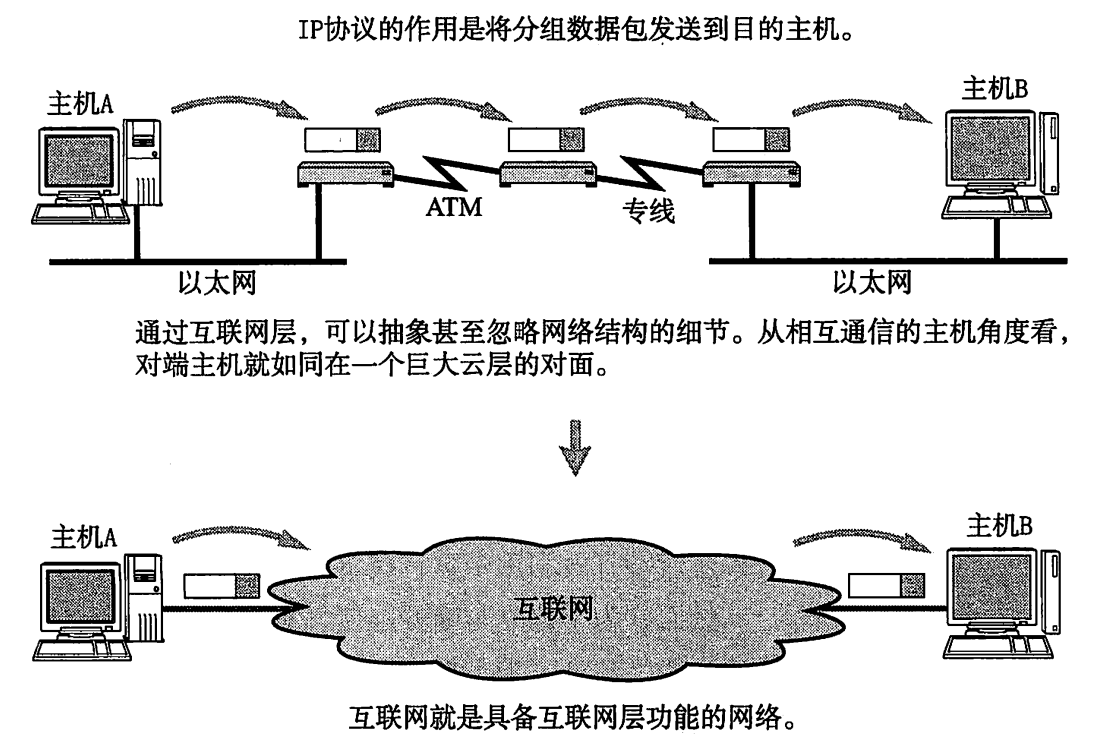 IP协议的作用是将分组数据包发送到目的主机。
主机A
主机B
ATM
专线
以太网
以太网
通过互联网层，可以抽象甚至忽略网络结构的细节。从相互通信的主机角度看，
对端主机就如同在一个巨大云层的对面。
主机A
主机B
互联网
互联网就是具备互联网层功能的网络。